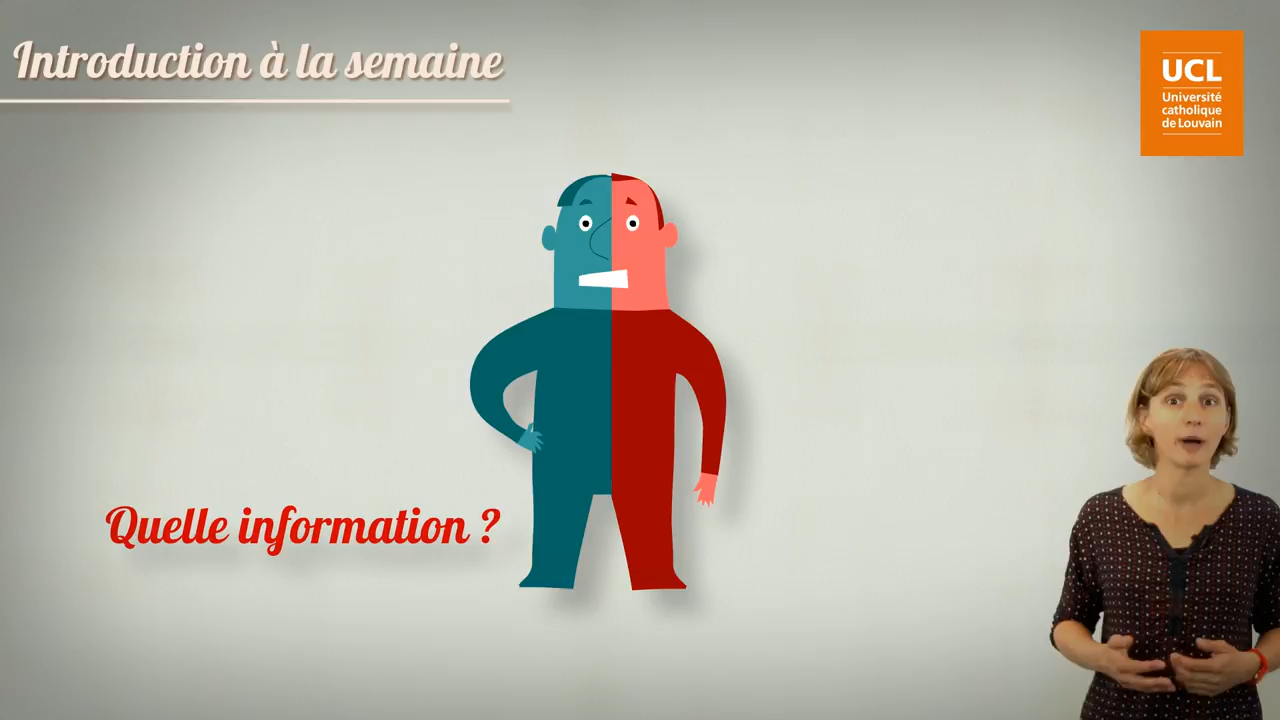 Introduction à la semaine
UCL
Université
catholique
de Louvain
Quelle information ?